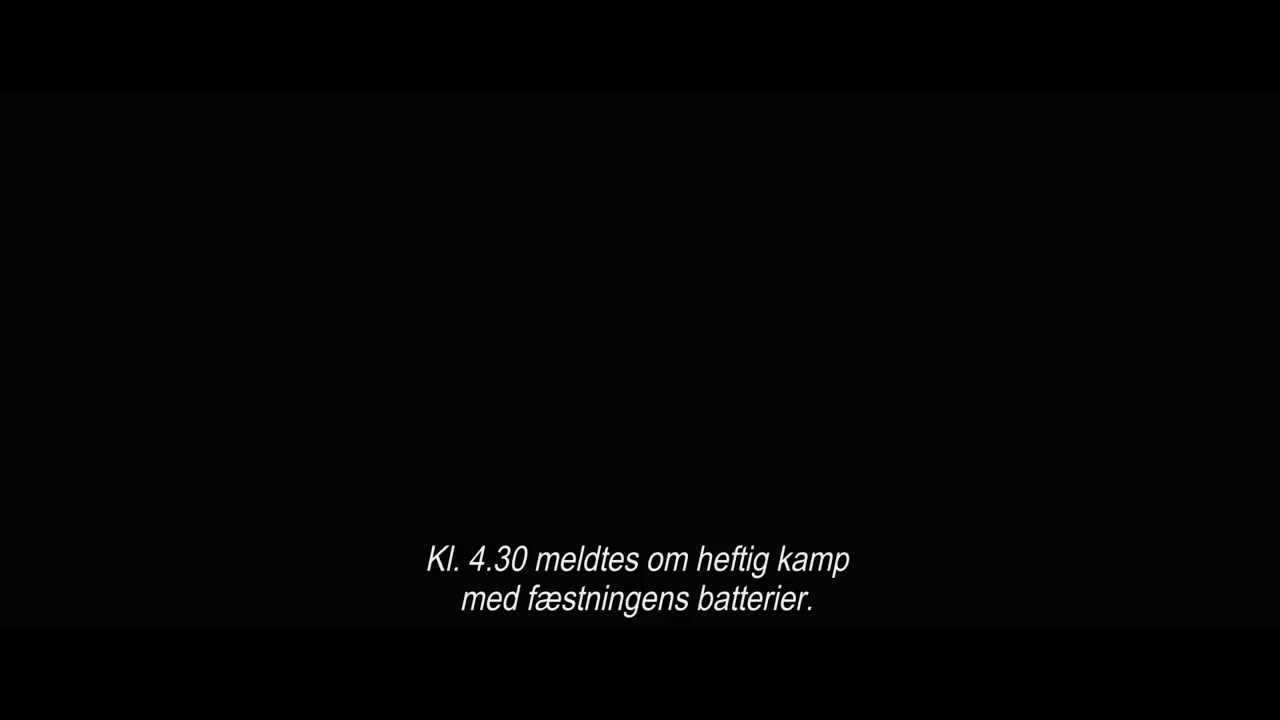 Kl. 4.30 meldtes om heftig kamp
med fæstningens batterier.